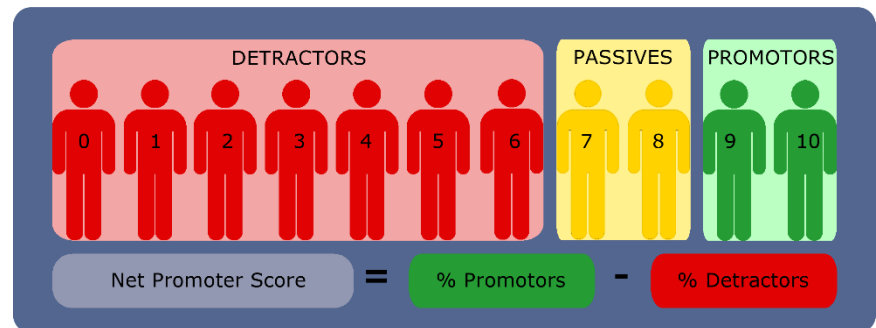 DETRACTORS PASSIVES PROMOTORS
0 1 2 3 4 5 6 7 8 9 10
Net Promoter Score = % Promotors - % Detractors